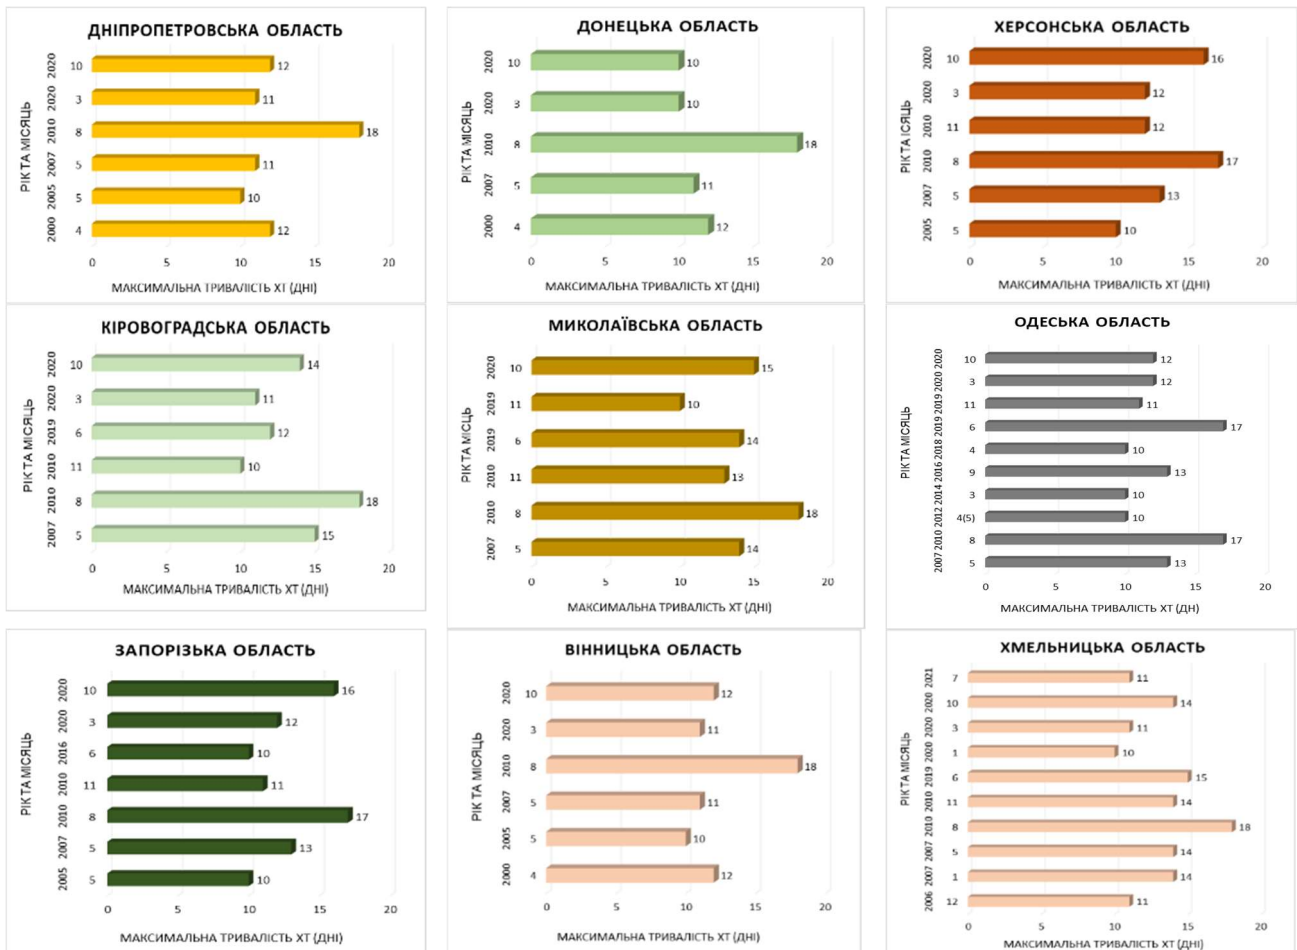 ДНІПРОПЕТРОВСЬКА ОБЛАСТЬ
РІК ТА МІСЯЦЬ
2020 10 12
2020 3 11
2010 8 18
2007 5 11
2005 5 10
2000 4 12
0 5 10 15 20
МАКСИМАЛЬНА ТРИВАЛІСТЬ ХТ (ДНІ)
ДОНЕЦЬКА ОБЛАСТЬ
РІК ТА МІСЯЦЬ
2020 10 10
2020 3 10
2010 8 18
2007 5 11
2000 4 12
0 5 10 15 20
МАКСИМАЛЬНА ТРИВАЛІСТЬ ХТ (ДНІ)
ХЕРСОНСЬКА ОБЛАСТЬ
РІК ТА ІСЯЦЬ
2020 10 16
2020 3 12
2010 11 12
2010 8 17
2007 5 13
2005 5 10
0 5 10 15 20
МАКСИМАЛЬНА ТРИВАЛІСТЬ ХТ (ДНІ)
КІРОВОГРАДСЬКА ОБЛАСТЬ
РІК ТА МІСЯЦЬ
2020 10 14
2020 3 11
2019 6 12
2010 11 10
2010 8 18
2007 5 15
0 5 10 15 20
МАКСИМАЛЬНА ТРИВАЛІСТЬ ХТ (ДНІ)
МИКОЛАЇВСЬКА ОБЛАСТЬ
РІК ТА МІСЦЬ
2020 10 15
2019 11 10
2019 6 14
2010 11 13
2010 8 18
2007 5 14
0 5 10 15 20
МАКСИМАЛЬНА ТРИВАЛІСТЬ ХТ (ДНІ)
ОДЕСЬКА ОБЛАСТЬ
РІК ТА МІСЯЦЬ
2020 10 12
2020 3 12
2019 11 11
2019 6 17
2018 4 10
2016 9 13
2014 3 10
2012 4(5) 10
2010 8 17
2007 5 13
0 5 10 15 20
МАКСИМАЛЬНА ТРИВАЛІСТЬ ХТ (ДН)
ЗАПОРІЗЬКА ОБЛАСТЬ
РІК ТА МІСЯЦЬ
2020 10 16
2020 3 12
2016 6 10
2010 11 11
2010 8 17
2007 5 13
2005 5 10
0 5 10 15 20
МАКСИМАЛЬНА ТРИВАЛІСТЬ ХТ (ДНІ)
ВІННИЦЬКА ОБЛАСТЬ
РІК ТА МІСЯЦЬ
2020 10 12
2020 3 11
2010 8 18
2007 5 11
2005 5 10
2000 4 12
0 5 10 15 20
МАКСИМАЛЬНА ТРИВАЛІСТЬ ХТ (ДНІ)
ХМЕЛЬНИЦЬКА ОБЛАСТЬ
РІК ТА МІСЯЦЬ
2021 7 11
2020 10 14
2020 3 11
2020 1 10
2019 6 15
2010 11 14
2010 8 18
2007 5 14
2007 1 14
2006 12 11
0 5 10 15 20
МАКСИМАЛЬНА ТРИВАЛІСТЬ ХТ (ДНІ)